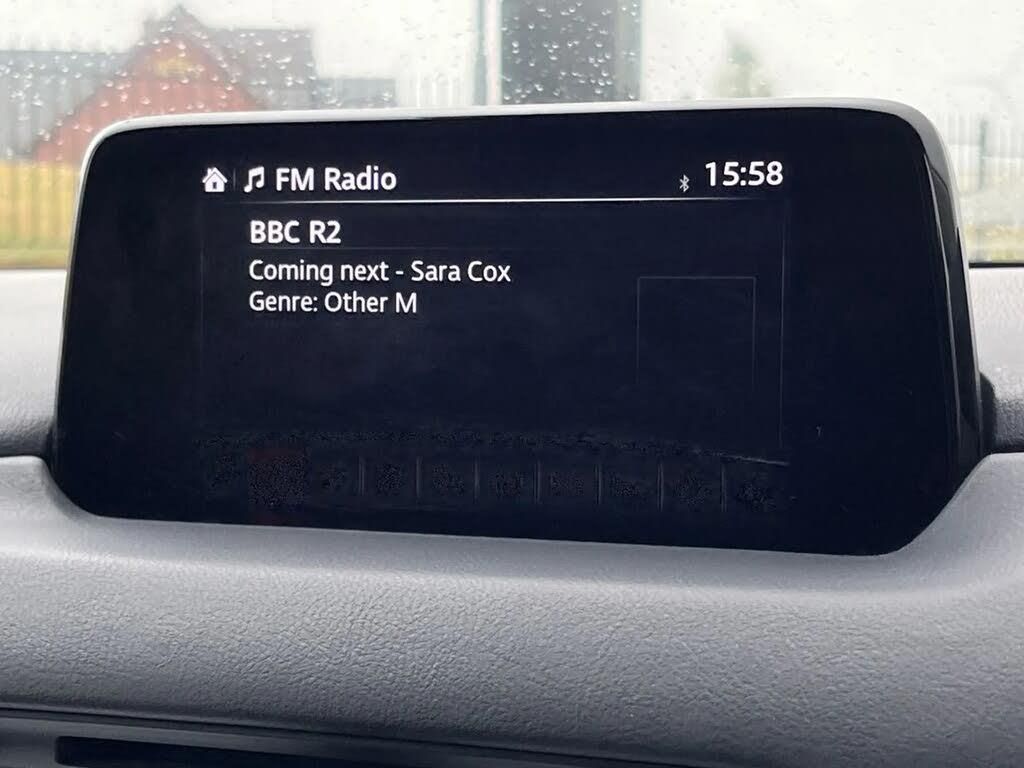 FM Radio 15:58
BBC R2
Coming next - Sara Cox
Genre: Other M